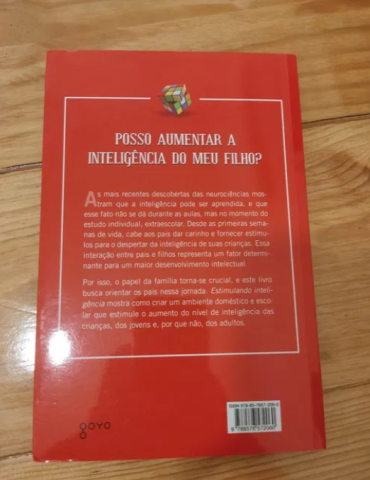 POSSO AUMENTAR A
INTELIGÊNCIA DO MEU FILHO?
As mais recentes descobertas das neurociências mos-
tram que a inteligência pode ser aprendida, e que
esse fato não se dá durante as aulas, mas no momento do
estudo individual, extraescolar. Desde as primeiras sema-
nas de vida, cabe aos pais dar carinho e fornecer estímu-
los para o despertar da inteligência de suas crianças. Essa
interação entre pais e filhos representa um fator determi-
nante para um maior desenvolvimento intelectual.
Por isso, o papel da família torna-se crucial, e este livro
busca orientar os pais nessa jornada. Estimulando inteli-
gência mostra como criar um ambiente doméstico e esco-
lar que estimule o aumento do nível de inteligência das
crianças, dos jovens e, por que não, dos adultos.
gaya